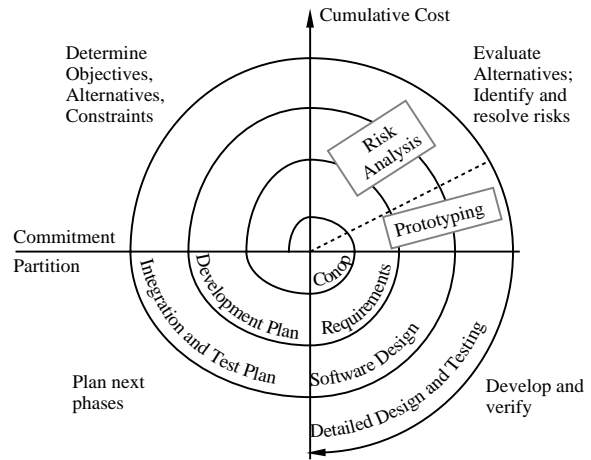 Cumulative Cost
Determine
Objectives,
Alternatives,
Constraints
Evaluate
Alternatives;
Identify and
resolve risks
Risk
Analysis
Prototyping
Commitment
Partition
Conop
Requirements
Development Plan
Integration and Test Plan
Software Design
Detailed Design and Testing
Plan next
phases
Develop and
verify